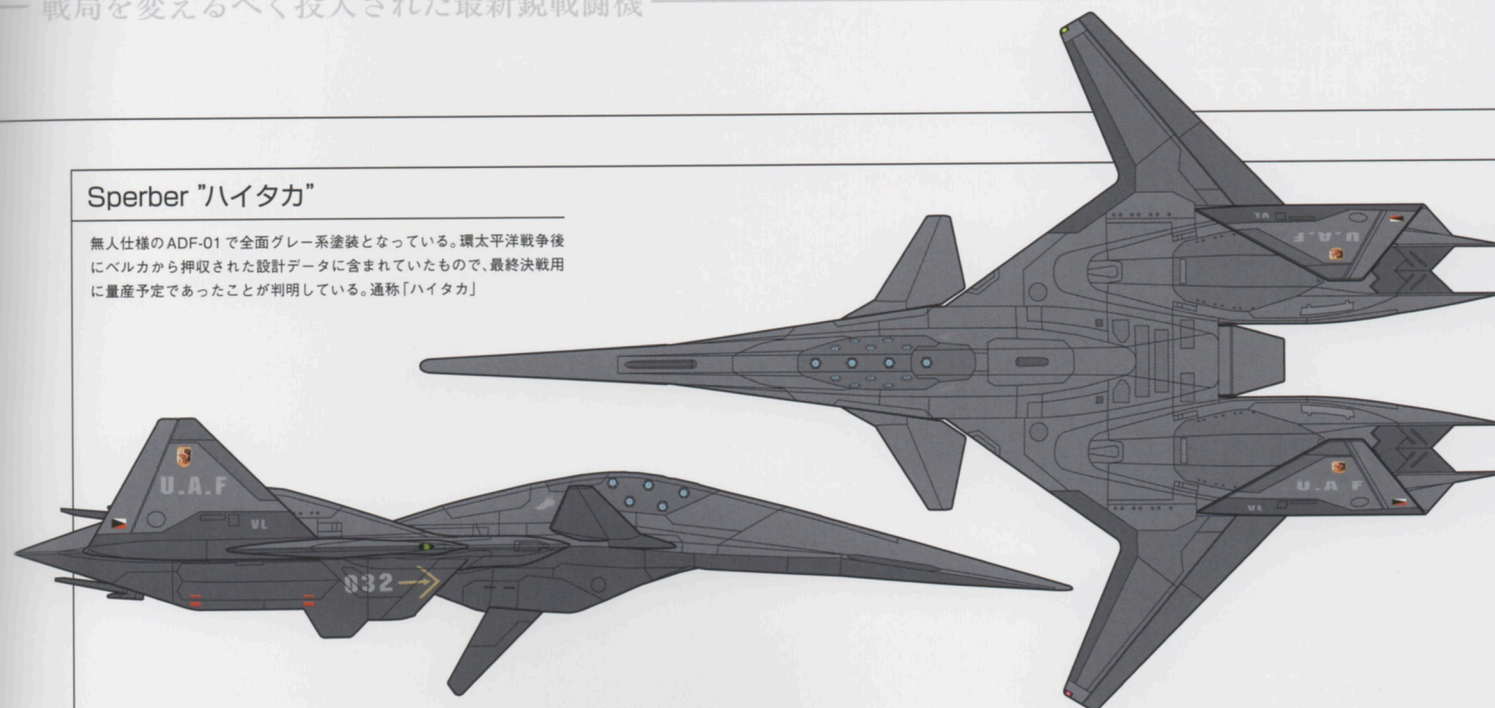 戦局を変えるべく投入された最新鋭戦闘機
Sperber ”ハイタカ”
無人仕様のADF-01で全面グレー系塗装となっている。環太平洋戦争後
にベルカから押収された設計データに含まれていたもので、最終決戦用
に量産予定であったことが判明している。通称「ハイタカ」
VL
U.A.F
U.A.F
VL
932
U.A F
VL